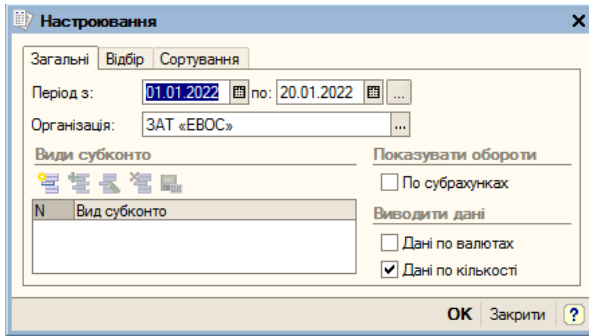 Настроювання
Загальні Відбір Сортування
Період з: 01.01.2022 по: 20.01.2022 ...
Організація: ЗАТ «ЕВОС» ...
Види субконто
Показувати обороти
По субрахунках
N Вид субконто
Виводити дані
Дані по валютах
Дані по кількості
OK Закрити ?